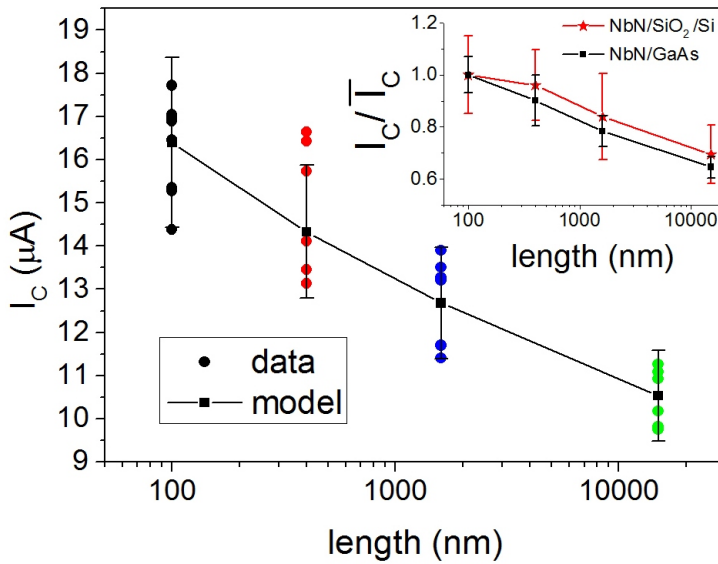 18
17
16
15
14
13
12
11
10
9
I_C (μA)
100
1000
10000
length (nm)
data
model
1.2
1.0
0.8
0.6
I_C/I̅_C
100
1000
10000
length (nm)
NbN/SiO₂/Si
NbN/GaAs